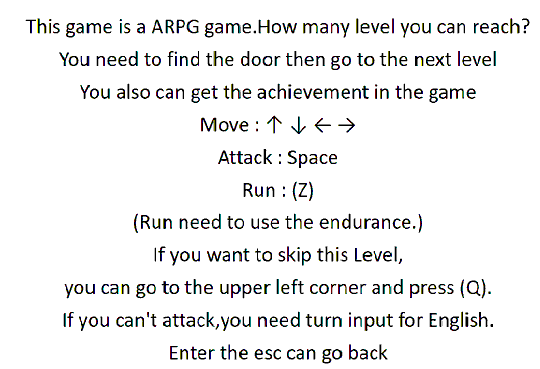 This game is a ARPG game.How many level you can reach?
You need to find the door then go to the next level
You also can get the achievement in the game
Move : ↑ ↓ ← →
Attack : Space
Run : (Z)
(Run need to use the endurance.)
If you want to skip this Level,
you can go to the upper left corner and press (Q).
If you can't attack,you need turn input for English.
Enter the esc can go back